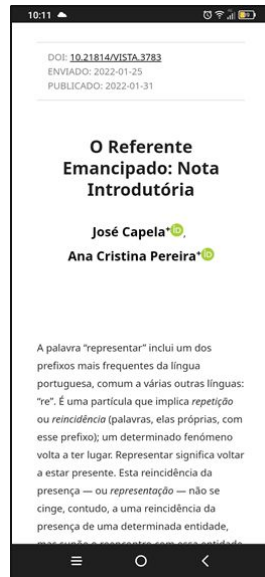 10:11
DOI: 10.21814/VISTA.3783
ENVIADO: 2022-01-25
PUBLICADO: 2022-01-31
O Referente
Emancipado: Nota
Introdutória
José Capela*,
Ana Cristina Pereira*
A palavra “representar” inclui um dos
prefixos mais frequentes da língua
portuguesa, comum a várias outras línguas:
“re”. É uma partícula que implica repetição
ou reincidência (palavras, elas próprias, com
esse prefixo); um determinado fenómeno
volta a ter lugar. Representar significa voltar
a estar presente. Esta reincidência da
presença — ou representação — não se
cinge, contudo, a uma reincidência da
presença de uma determinada entidade,